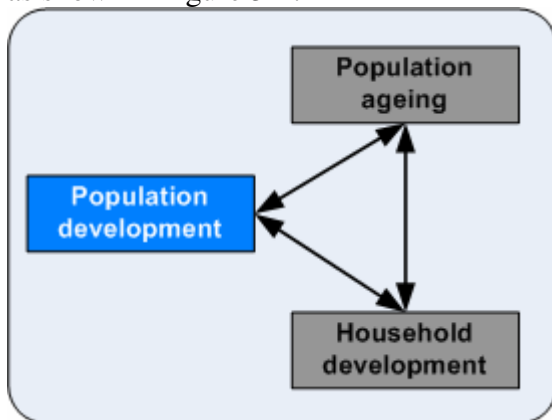 Population
ageing
Population
development
Household
development